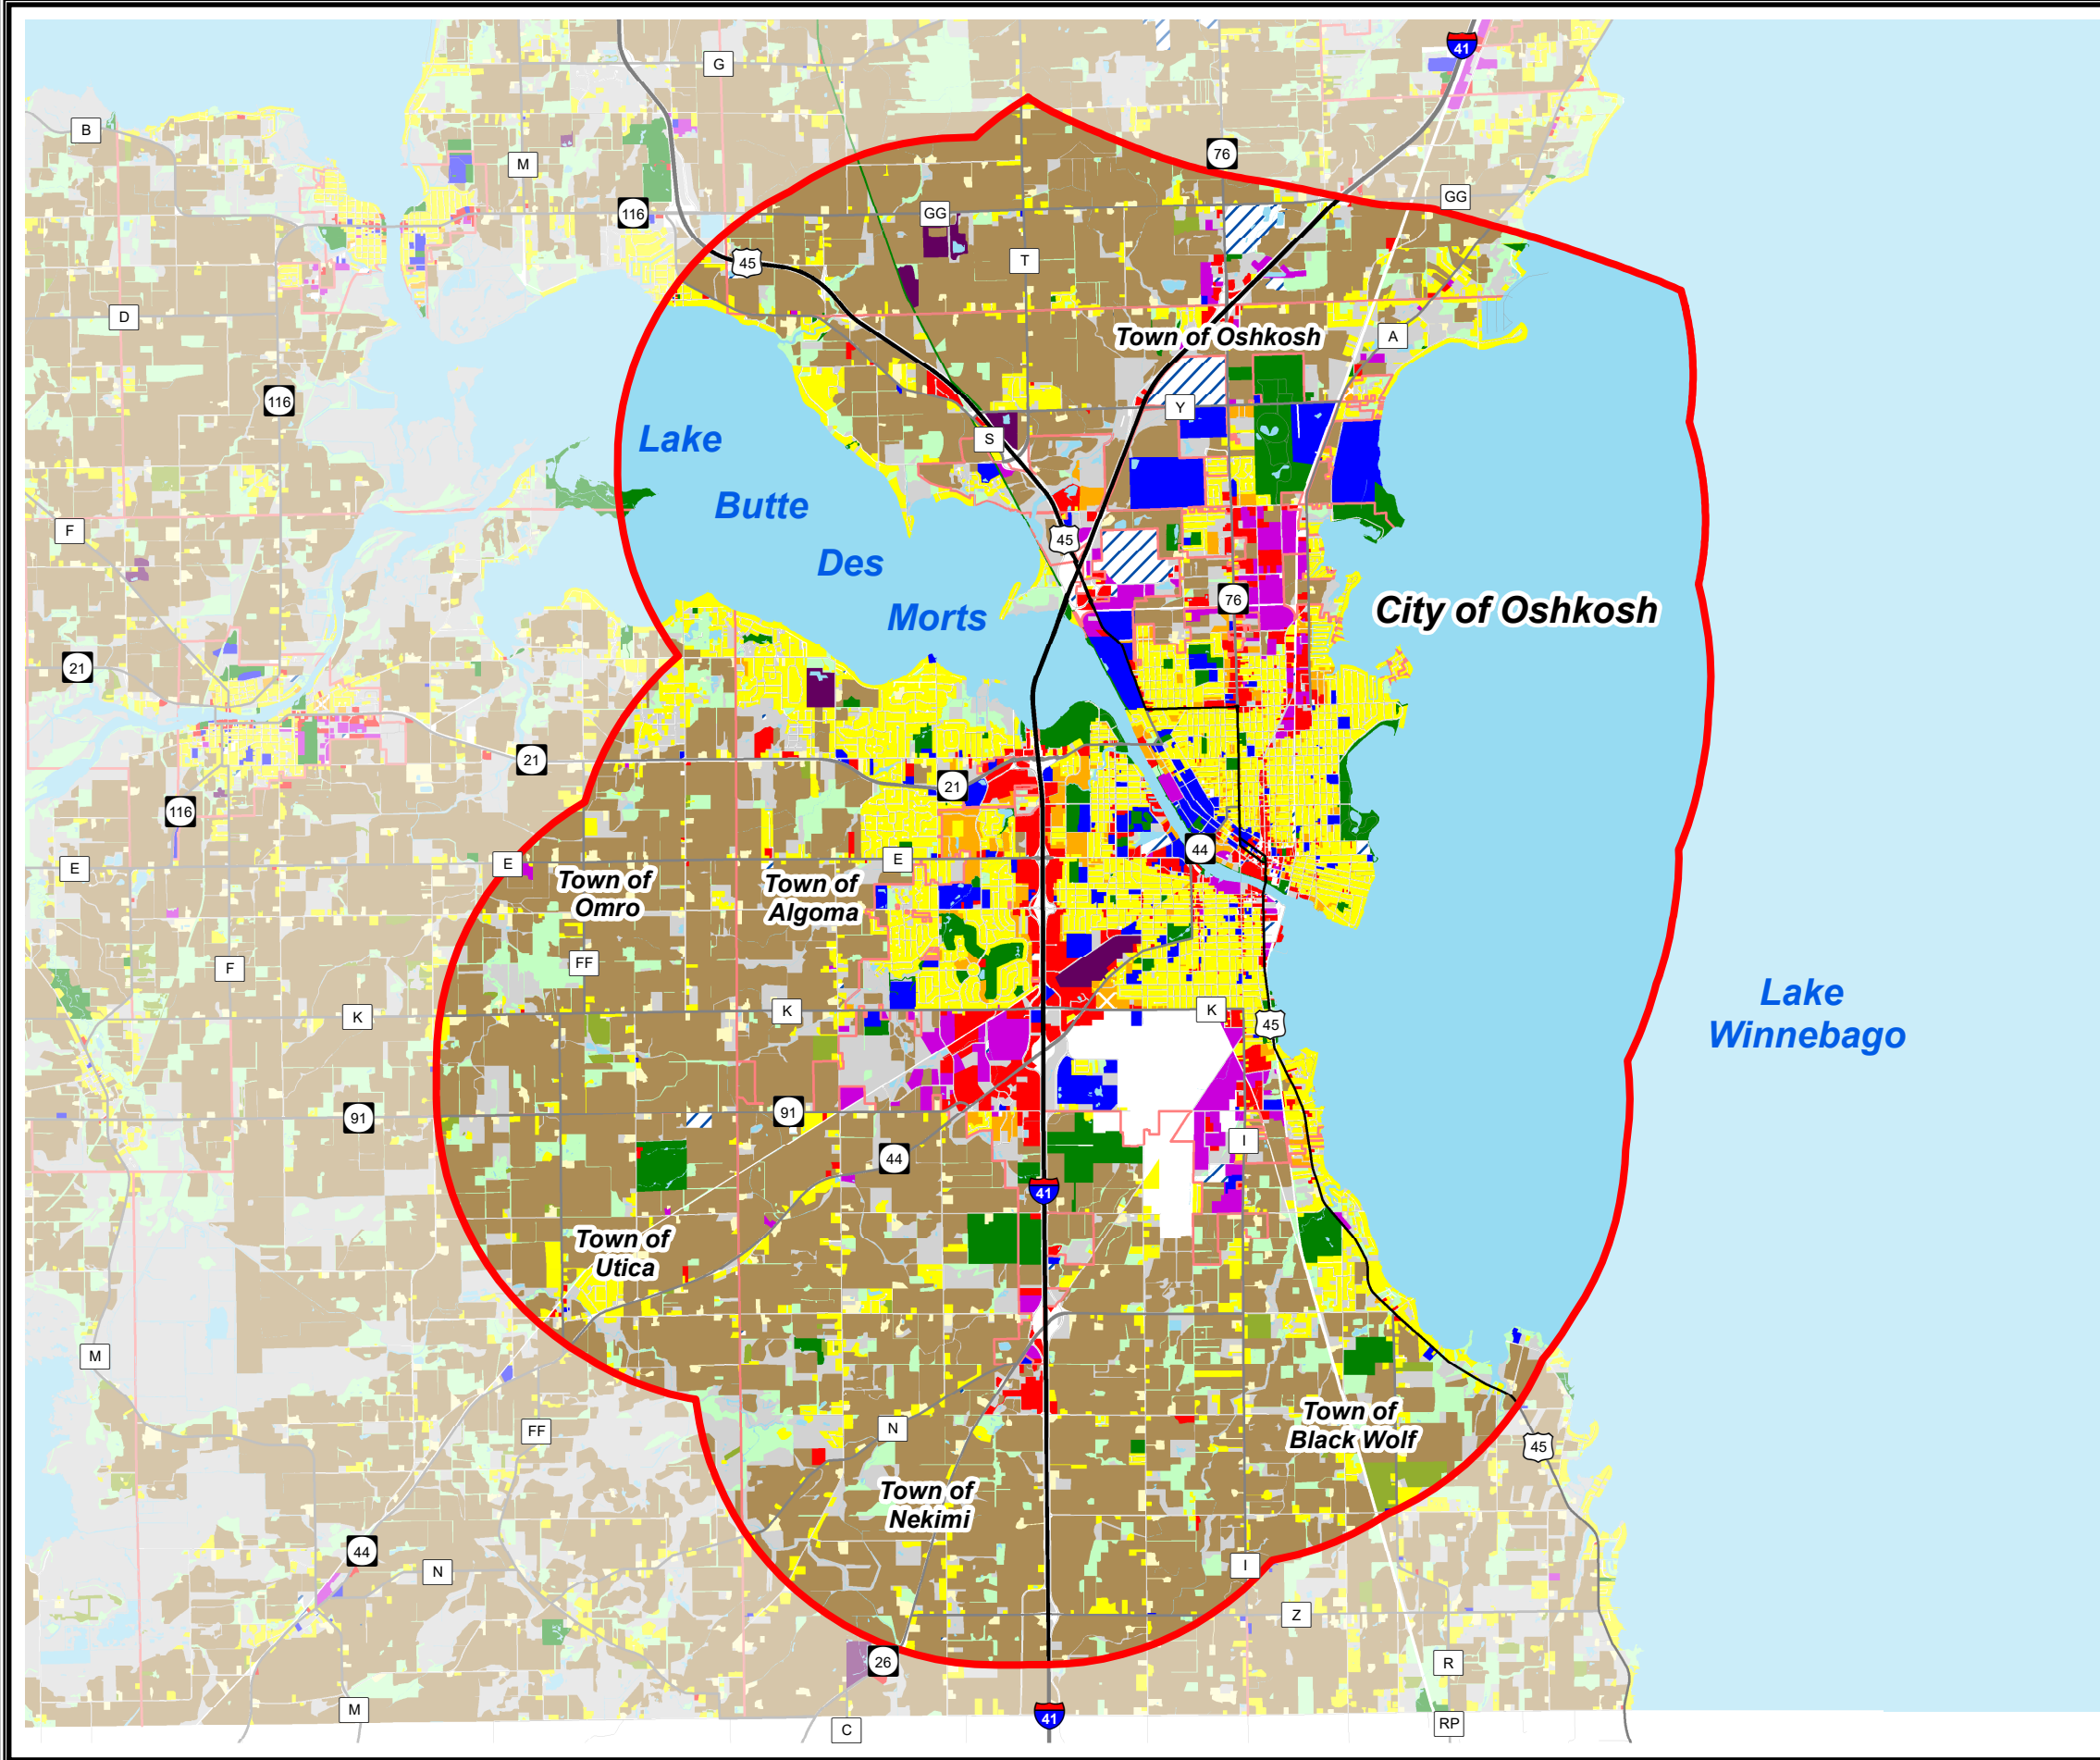 41
G
B
76
M
GG
116
GG
45
T
D
Town of Oshkosh
A
116
Y
Lake
S
Butte
F
45
Des
76
Morts
City of Oshkosh
21
21
21
116
44
E
E
E
Town of
Omro
Town of
Algoma
FF
F
Lake
Winnebago
K
K
K
45
91
91
I
44
41
Town of
Utica
M
Town of
Black Wolf
N
FF
45
Town of
Nekimi
44
I
N
Z
26
R
M
41
RP
C